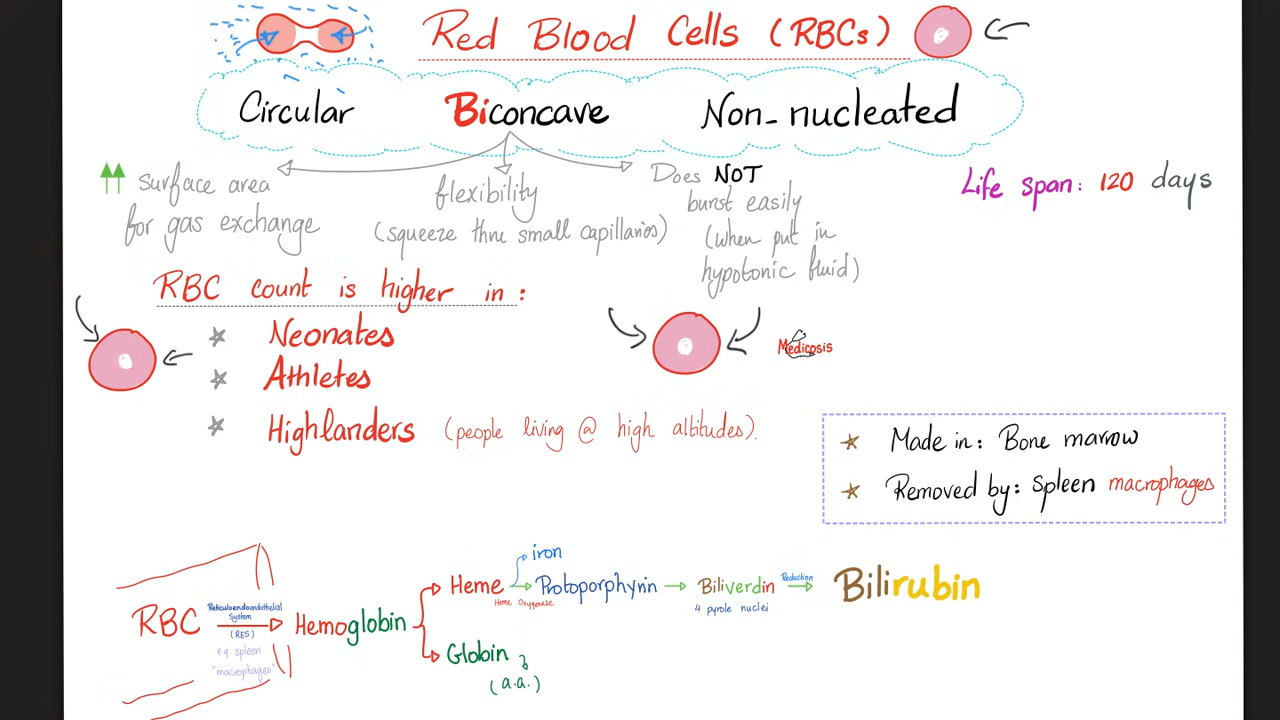 Red Blood Cells (RBCs)
Circular Biconcave Non-nucleated
surface area
for gas exchange
flexibility
(squeeze thru small capillaries)
Does NOT
burst easily
(when put in
hypotonic fluid)
Life span: 120 days
RBC count is higher in:
Neonates
Athletes
Highlanders (people living @ high altitudes).
Medicosis
Made in: Bone marrow
Removed by: Spleen macrophages
RBC
Reticuloendoendothelial
System
(RES)
e.g. spleen
"macrophages"
Hemoglobin
Heme
Heme Oxygenase
iron
Protoporphyrin
Biliverdin
4 pyrole nuclei
Reduction
Bilirubin
Globin
(a.a.)